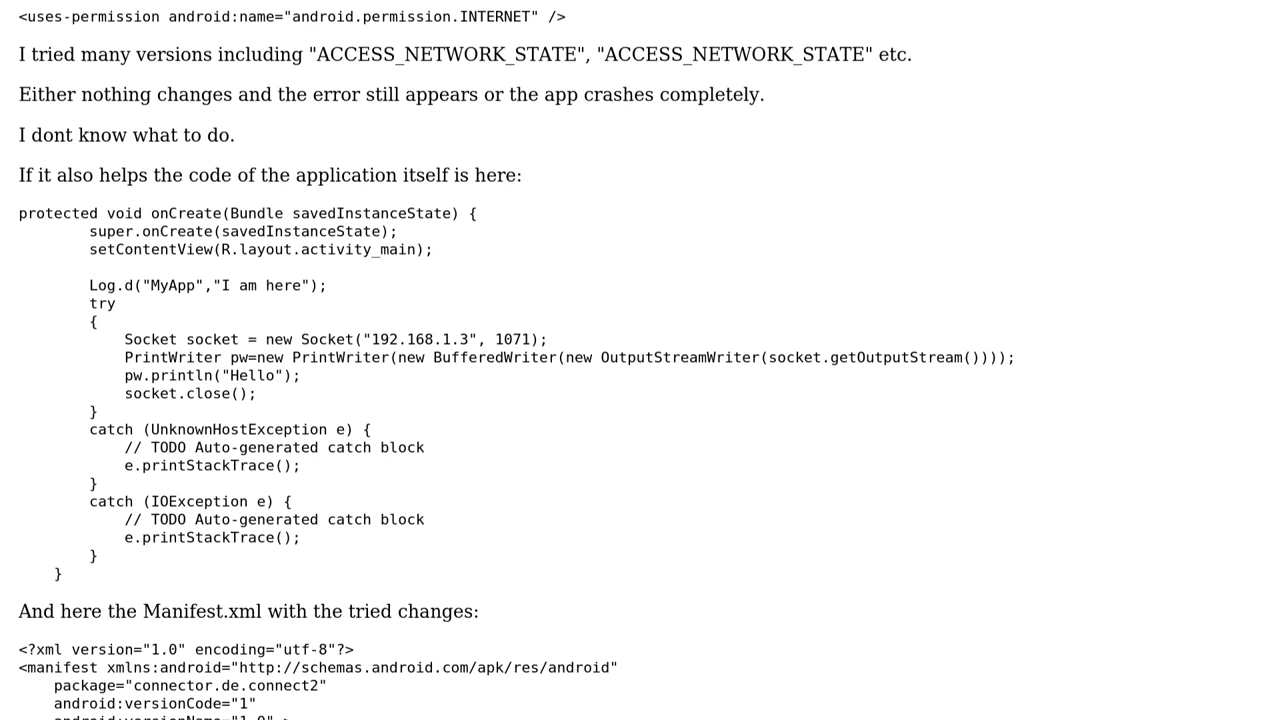 <uses-permission android:name="android.permission.INTERNET" />
I tried many versions including "ACCESS_NETWORK_STATE", "ACCESS_NETWORK_STATE" etc.
Either nothing changes and the error still appears or the app crashes completely.
I dont know what to do.
If it also helps the code of the application itself is here:
protected void onCreate(Bundle savedInstanceState) {
        super.onCreate(savedInstanceState);
        setContentView(R.layout.activity_main);

        Log.d("MyApp","I am here");
        try
        {
            Socket socket = new Socket("192.168.1.3", 1071);
            PrintWriter pw=new PrintWriter(new BufferedWriter(new OutputStreamWriter(socket.getOutputStream())));
            pw.println("Hello");
            socket.close();
        }
        catch (UnknownHostException e) {
            // TODO Auto-generated catch block
            e.printStackTrace();
        }
        catch (IOException e) {
            // TODO Auto-generated catch block
            e.printStackTrace();
        }
    }
And here the Manifest.xml with the tried changes:
<?xml version="1.0" encoding="utf-8"?>
<manifest xmlns:android="http://schemas.android.com/apk/res/android"
    package="connector.de.connect2"
    android:versionCode="1"
    android:versionName="1.0" >